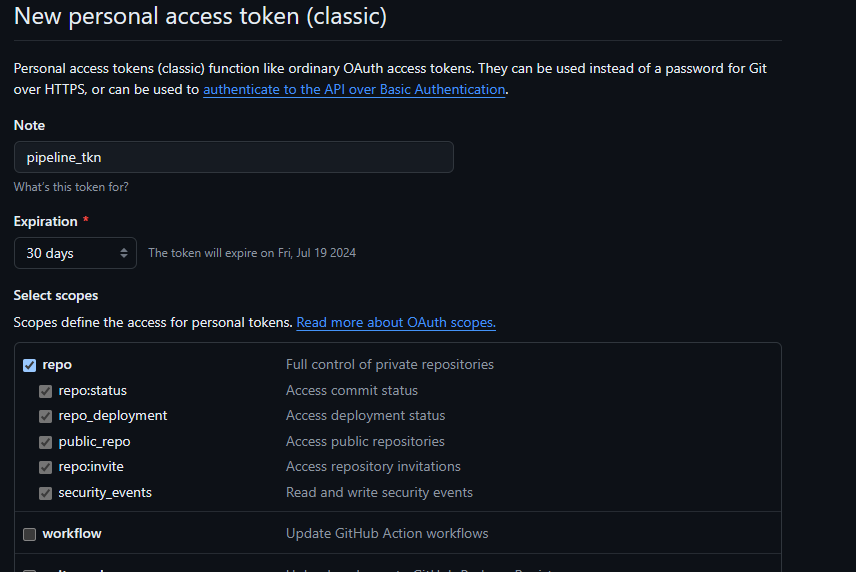 New personal access token (classic)
Personal access tokens (classic) function like ordinary OAuth access tokens. They can be used instead of a password for Git
over HTTPS, or can be used to authenticate to the API over Basic Authentication.
Note
pipeline_tkn
What's this token for?
Expiration *
30 days The token will expire on Fri, Jul 19 2024
Select scopes
Scopes define the access for personal tokens. Read more about OAuth scopes.
repo Full control of private repositories
repo:status Access commit status
repo_deployment Access deployment status
public_repo Access public repositories
repo:invite Access repository invitations
security_events Read and write security events
workflow Update GitHub Action workflows